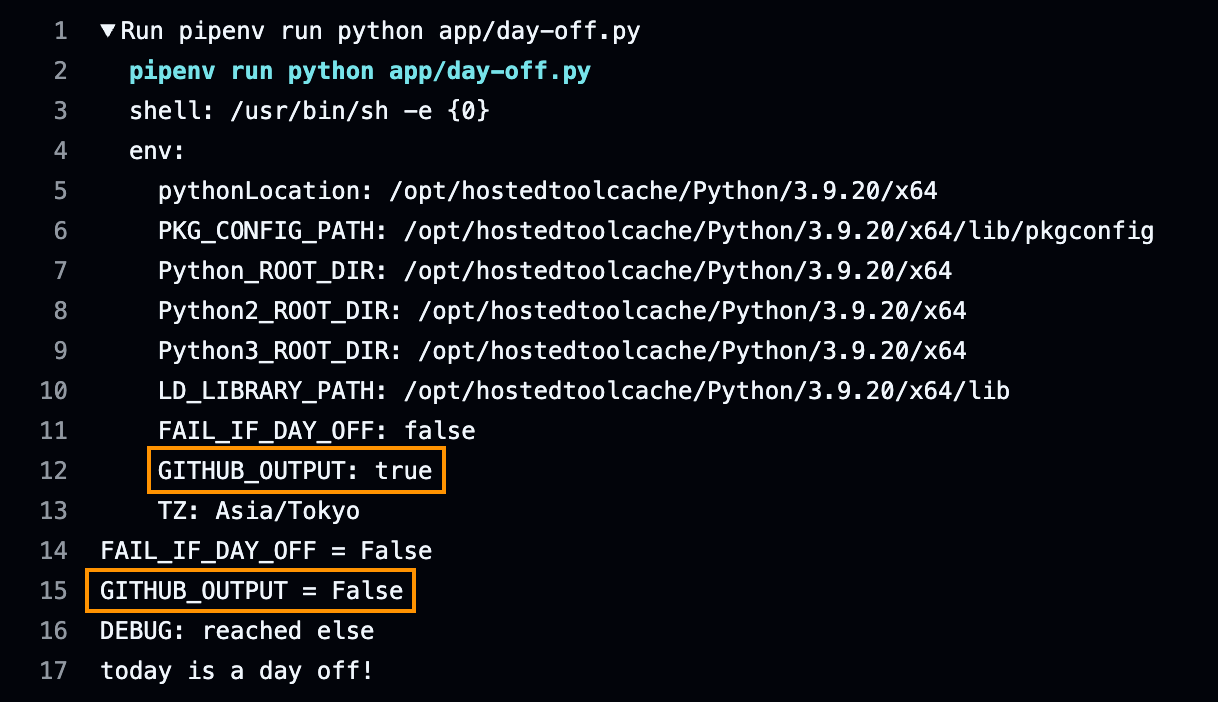 1 ▼Run pipenv run python app/day-off.py
2 pipenv run python app/day-off.py
3 shell: /usr/bin/sh -e {0}
4 env:
5 pythonLocation: /opt/hostedtoolcache/Python/3.9.20/x64
6 PKG_CONFIG_PATH: /opt/hostedtoolcache/Python/3.9.20/x64/lib/pkgconfig
7 Python_ROOT_DIR: /opt/hostedtoolcache/Python/3.9.20/x64
8 Python2_ROOT_DIR: /opt/hostedtoolcache/Python/3.9.20/x64
9 Python3_ROOT_DIR: /opt/hostedtoolcache/Python/3.9.20/x64
10 LD_LIBRARY_PATH: /opt/hostedtoolcache/Python/3.9.20/x64/lib
11 FAIL_IF_DAY_OFF: false
12 GITHUB_OUTPUT: true
13 TZ: Asia/Tokyo
14 FAIL_IF_DAY_OFF = False
15 GITHUB_OUTPUT = False
16 DEBUG: reached else
17 today is a day off!